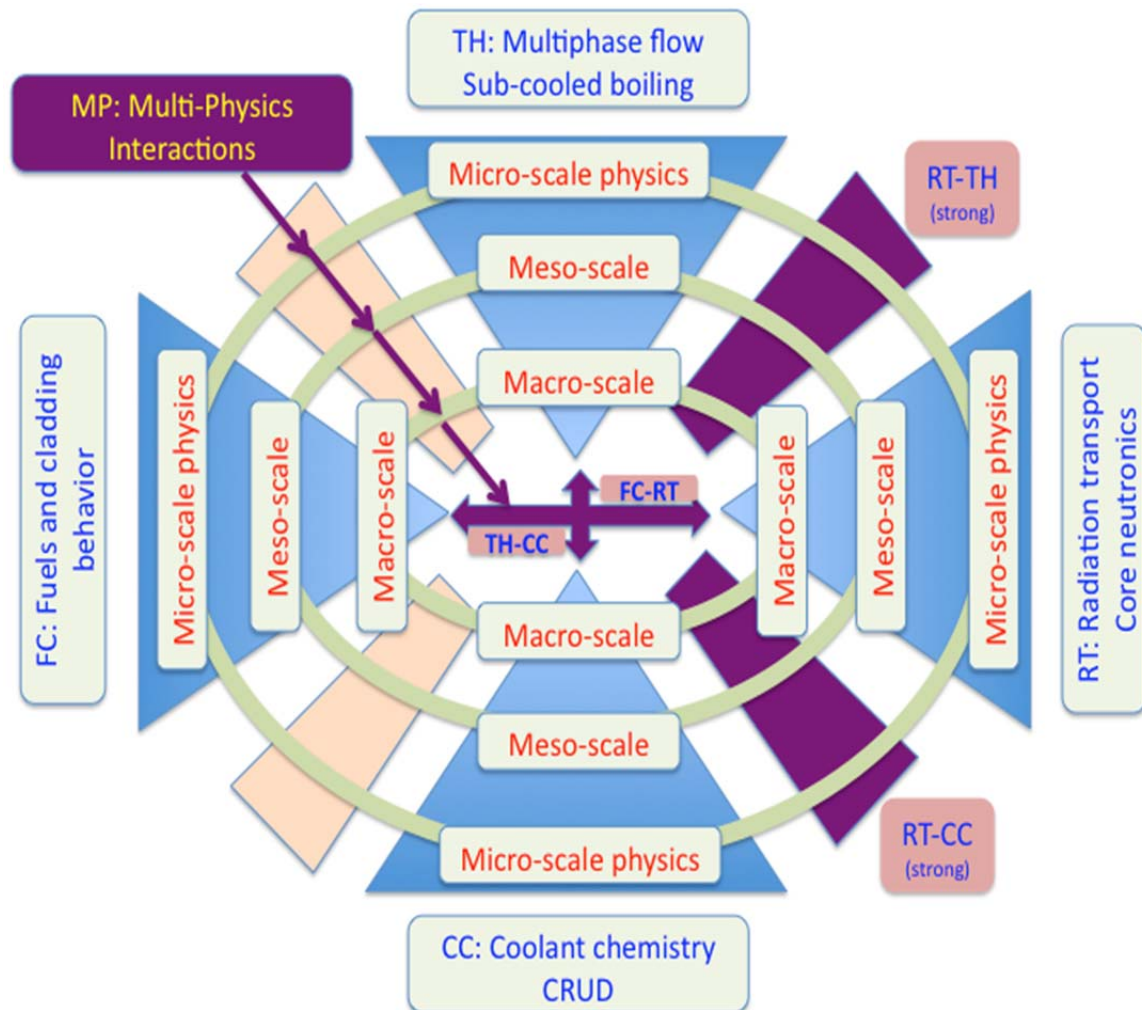 TH: Multiphase flow
Sub-cooled boiling
MP: Multi-Physics
Interactions
Micro-scale physics
RT-TH
(strong)
Meso-scale
Macro-scale
FC: Fuels and cladding
behavior
Micro-scale physics
Meso-scale
Macro-scale
FC-RT
TH-CC
Macro-scale
Meso-scale
Micro-scale physics
RT: Radiation transport
Core neutronics
Macro-scale
Meso-scale
Micro-scale physics
RT-CC
(strong)
CC: Coolant chemistry
CRUD